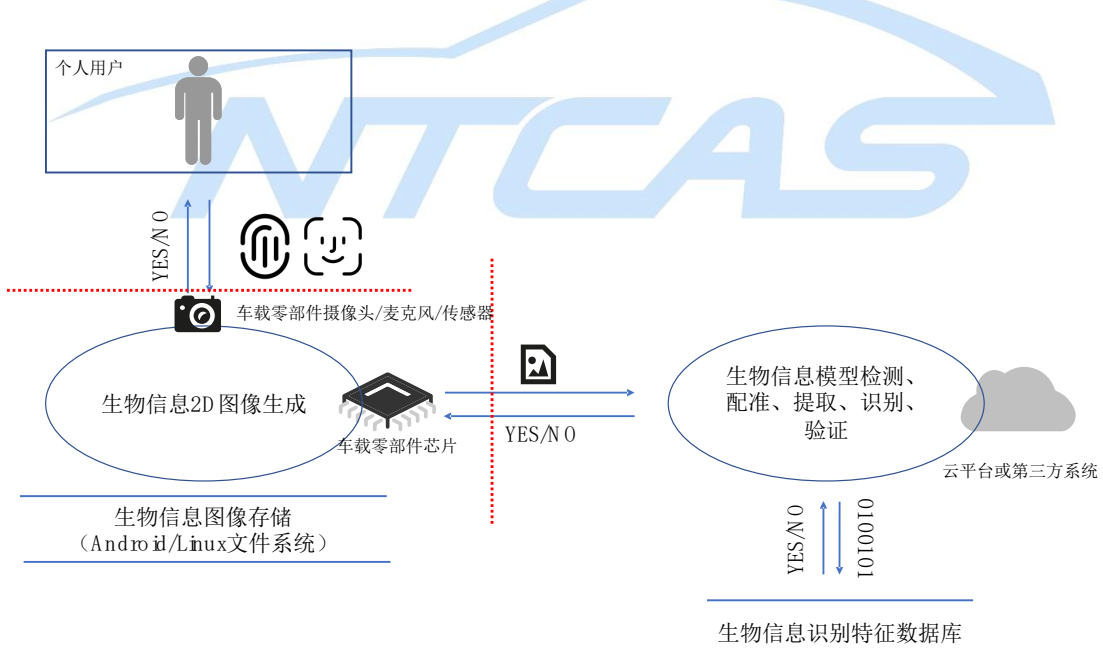 个人用户
NTCAS
YES/NO
车载零部件摄像头/麦克风/传感器
生物信息2D图像生成
车载零部件芯片
YES/NO
生物信息模型检测、
配准、提取、识别、
验证
云平台或第三方系统
生物信息图像存储
（Android/Linux文件系统）
YES/NO
0100101
生物信息识别特征数据库